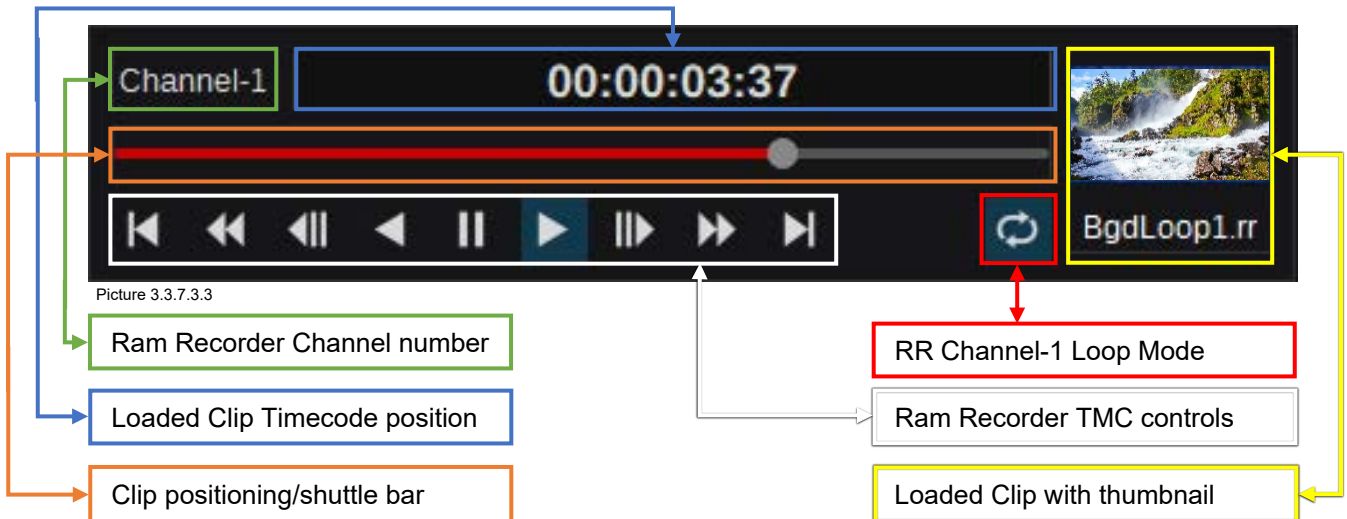 Channel-1
00:00:03:37
BgdLoop1.rr
Picture 3.3.7.3.3
Ram Recorder Channel number
RR Channel-1 Loop Mode
Loaded Clip Timecode position
Ram Recorder TMC controls
Clip positioning/shuttle bar
Loaded Clip with thumbnail